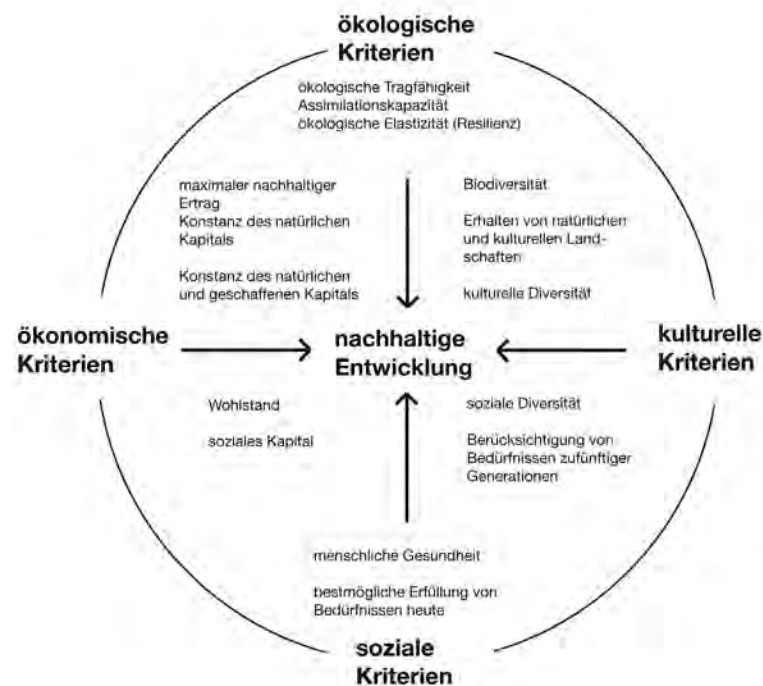 ökologische
Kriterien
ökologische Tragfähigkeit
Assimilationskapazität
ökologische Elastizität (Resilienz)
maximaler nachhaltiger
Ertrag
Konstanz des natürlichen
Kapitals
Konstanz des natürlichen
und geschaffenen Kapitals
Biodiversität
Erhalten von natürlichen
und kulturellen Land-
schaften
kulturelle Diversität
ökonomische
Kriterien
nachhaltige
Entwicklung
kulturelle
Kriterien
Wohlstand
soziales Kapital
soziale Diversität
Berücksichtigung von
Bedürfnissen zufünftiger
Generationen
menschliche Gesundheit
bestmögliche Erfüllung von
Bedürfnissen heute
soziale
Kriterien